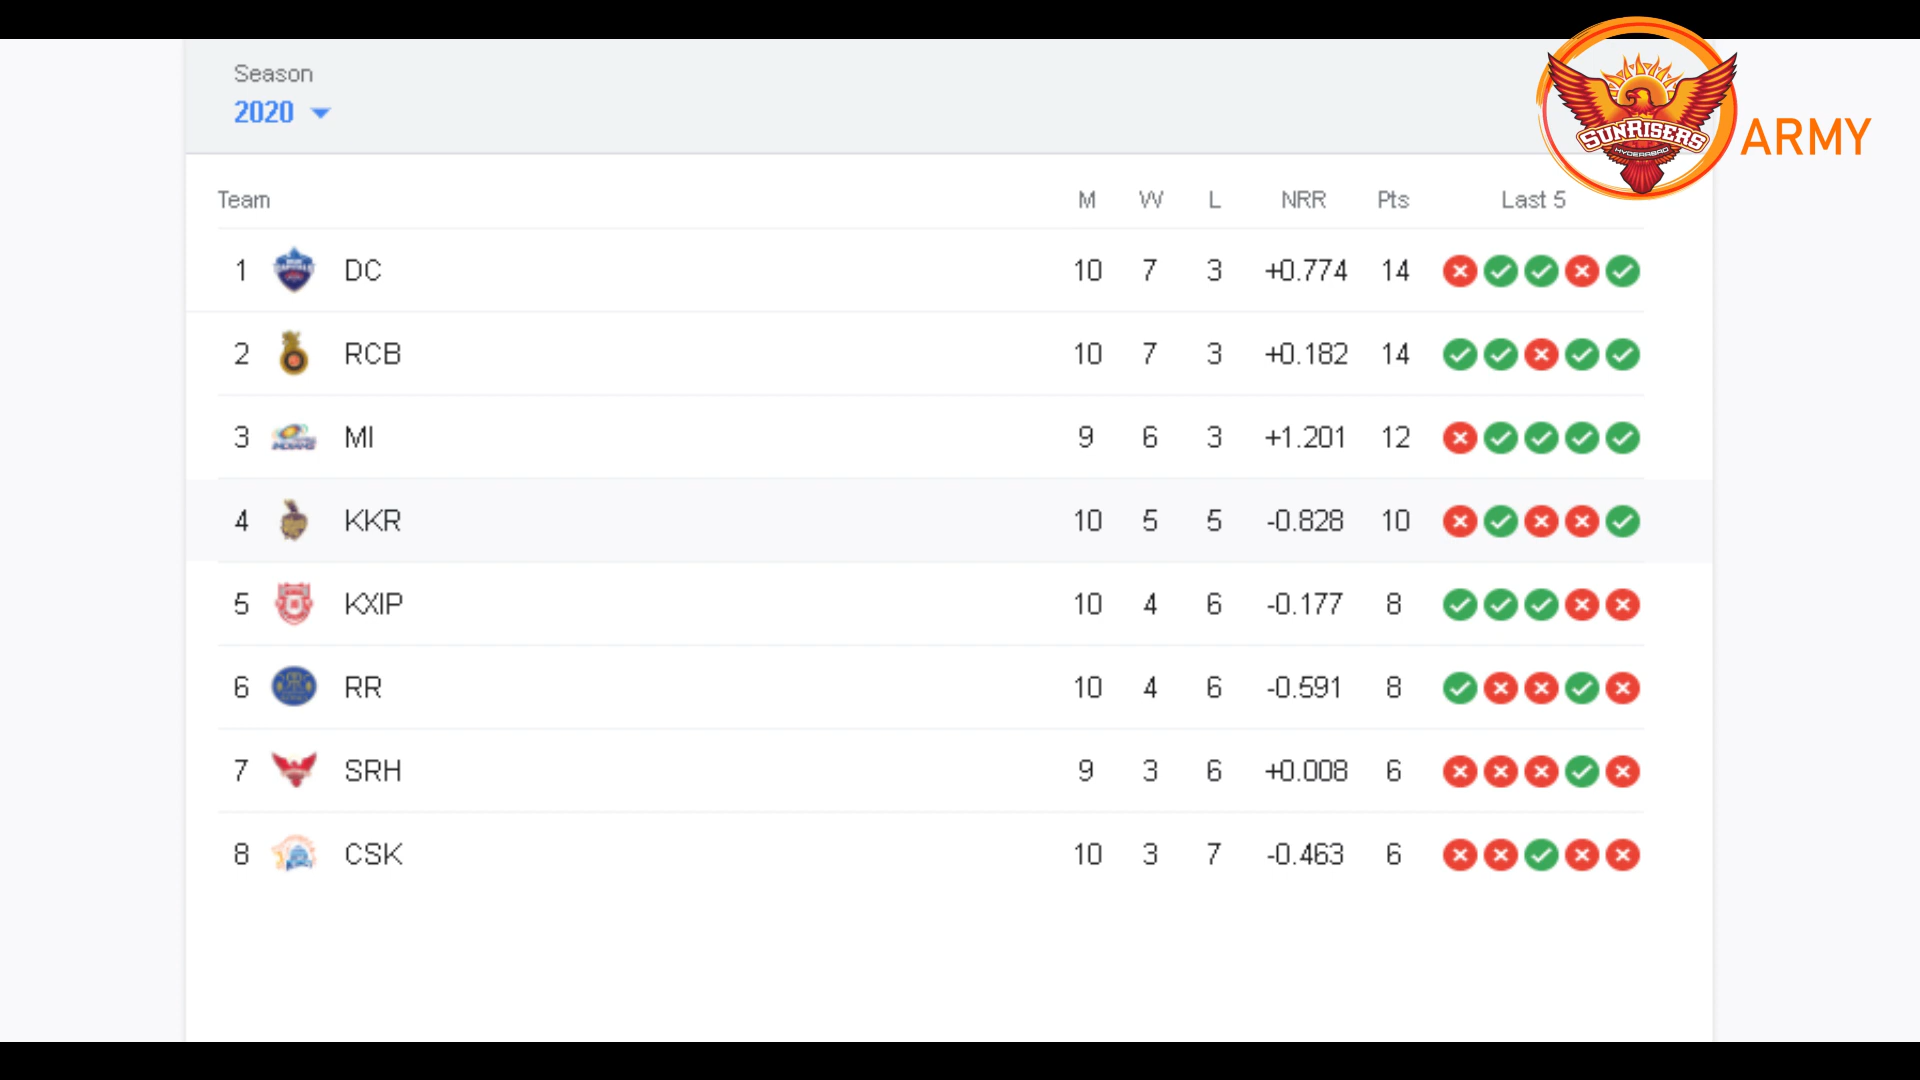 Season
2020
SUNRISERS
HYDERABAD
ARMY
Team M W L NRR Pts Last 5
1 DC 10 7 3 +0.774 14
2 RCB 10 7 3 +0.182 14
3 MI 9 6 3 +1.201 12
4 KKR 10 5 5 -0.828 10
5 KXIP 10 4 6 -0.177 8
6 RR 10 4 6 -0.591 8
7 SRH 9 3 6 +0.008 6
8 CSK 10 3 7 -0.463 6